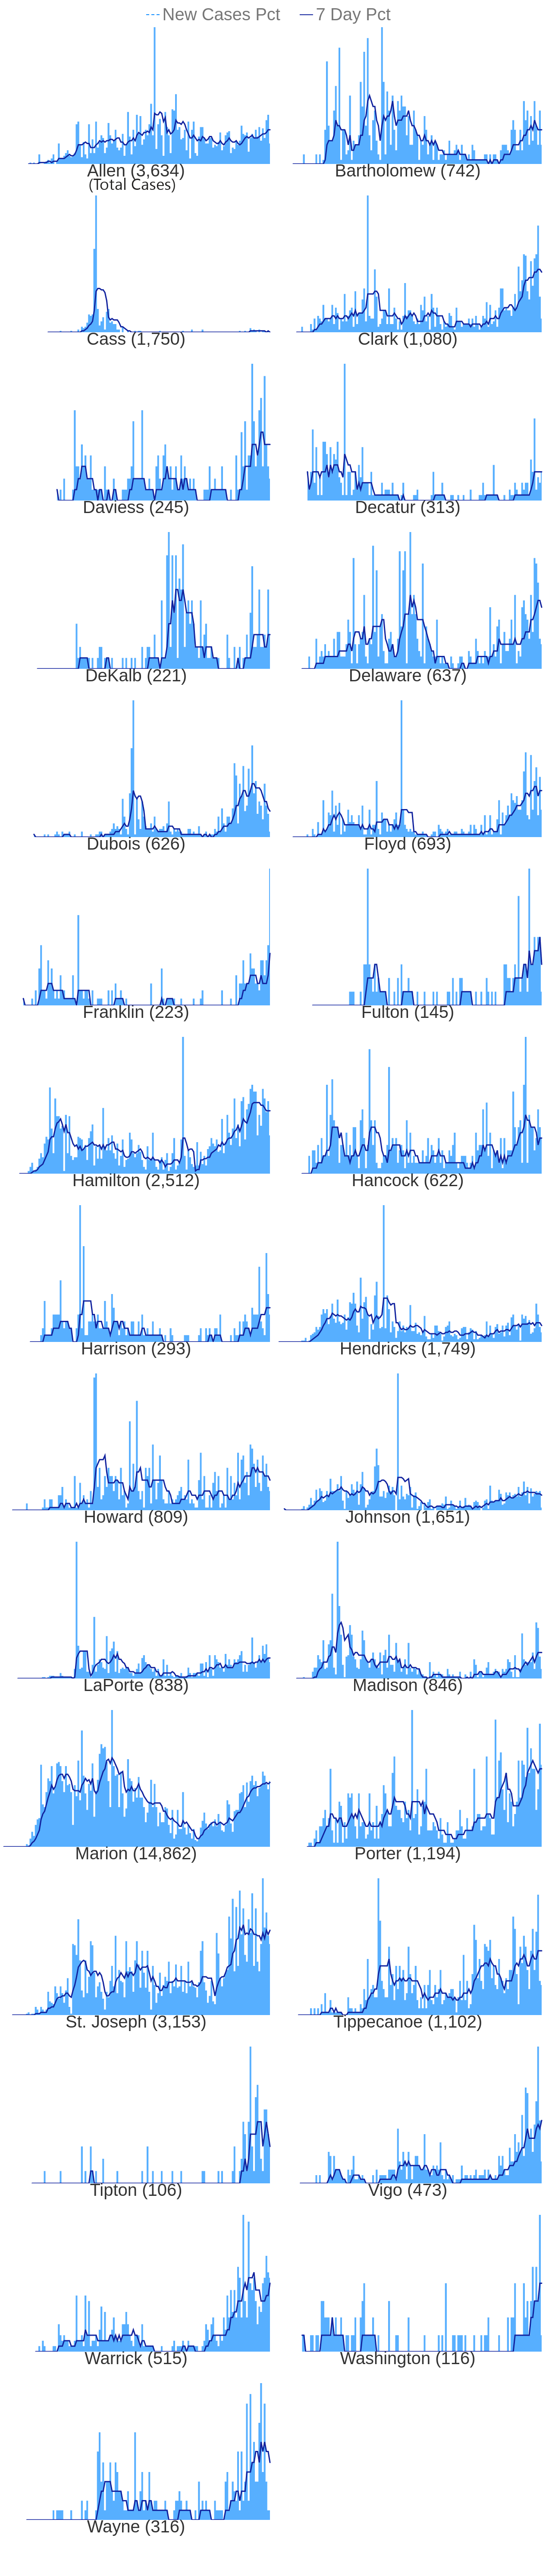 New Cases Pct 7 Day Pct
Allen (3,634) Bartholomew (742)
(Total Cases)
Cass (1,750) Clark (1,080)
Daviess (245) Decatur (313)
DeKalb (221) Delaware (637)
Dubois (626) Floyd (693)
Franklin (223) Fulton (145)
Hamilton (2,512) Hancock (622)
Harrison (293) Hendricks (1,749)
Howard (809) Johnson (1,651)
LaPorte (838) Madison (846)
Marion (14,862) Porter (1,194)
St. Joseph (3,153) Tippecanoe (1,102)
Tipton (106) Vigo (473)
Warrick (515) Washington (116)
Wayne (316)